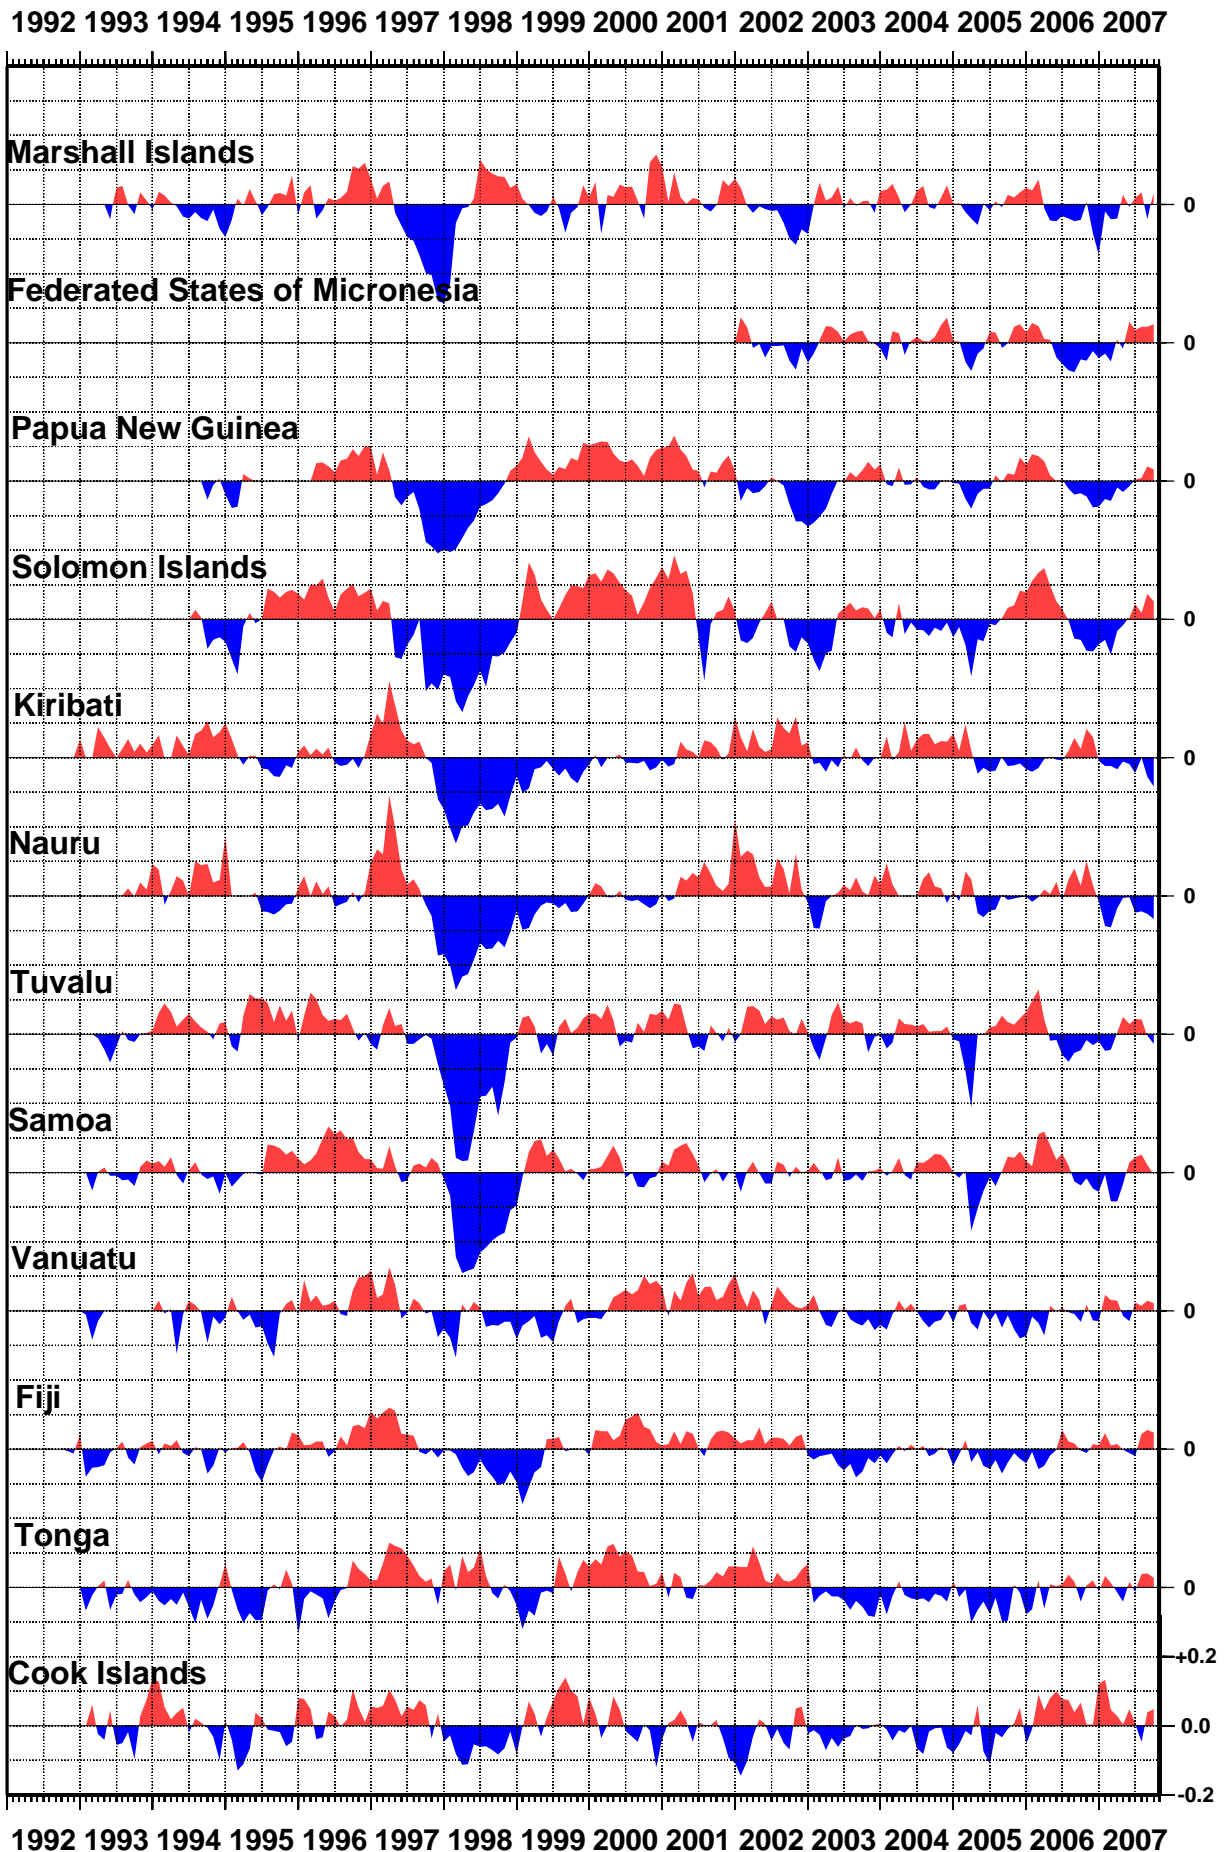 1992 1993 1994 1995 1996 1997 1998 1999 2000 2001 2002 2003 2004 2005 2006 2007
Marshall Islands
0
Federated States of Micronesia
0
Papua New Guinea
0
Solomon Islands
0
Kiribati
0
Nauru
0
Tuvalu
0
Samoa
0
Vanuatu
0
Fiji
0
Tonga
0
+0.2
Cook Islands
0.0
-0.2
1992 1993 1994 1995 1996 1997 1998 1999 2000 2001 2002 2003 2004 2005 2006 2007